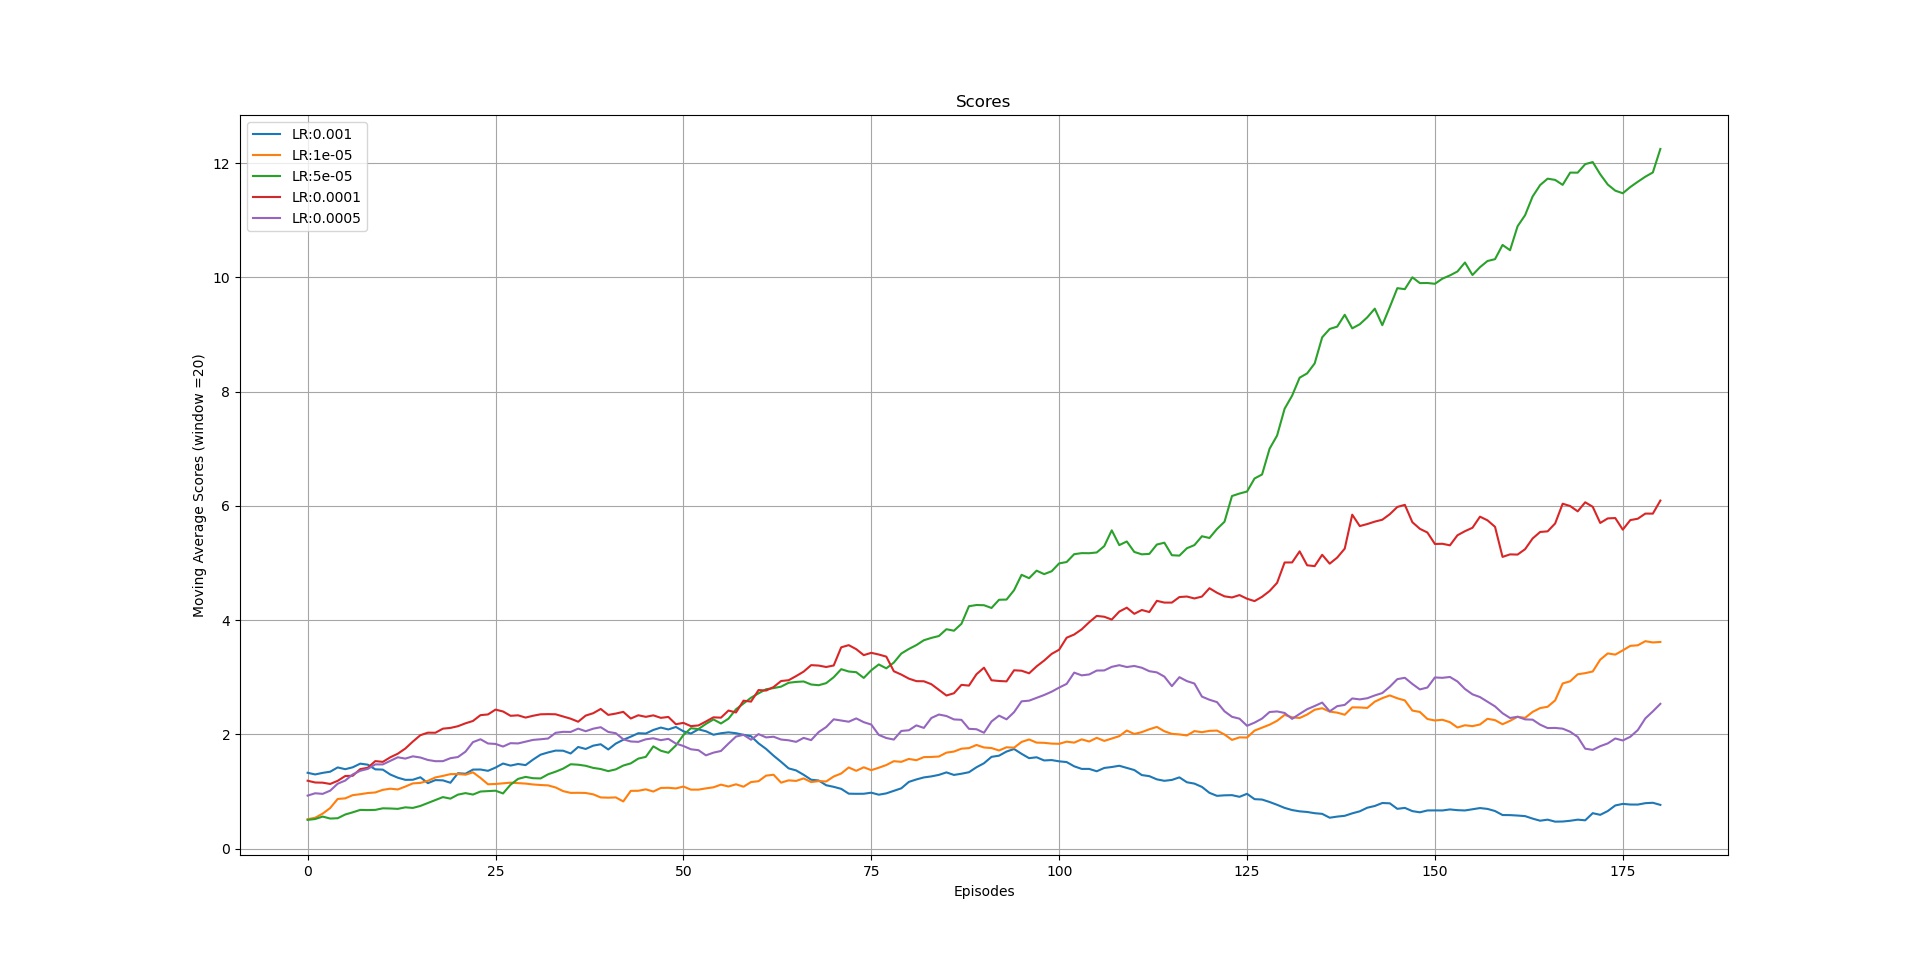 Scores
LR:0.001
LR:1e-05
LR:5e-05
LR:0.0001
LR:0.0005
Moving Average Scores (window =20)
12
10
8
6
4
2
0
0 25 50 75 100 125 150 175
Episodes